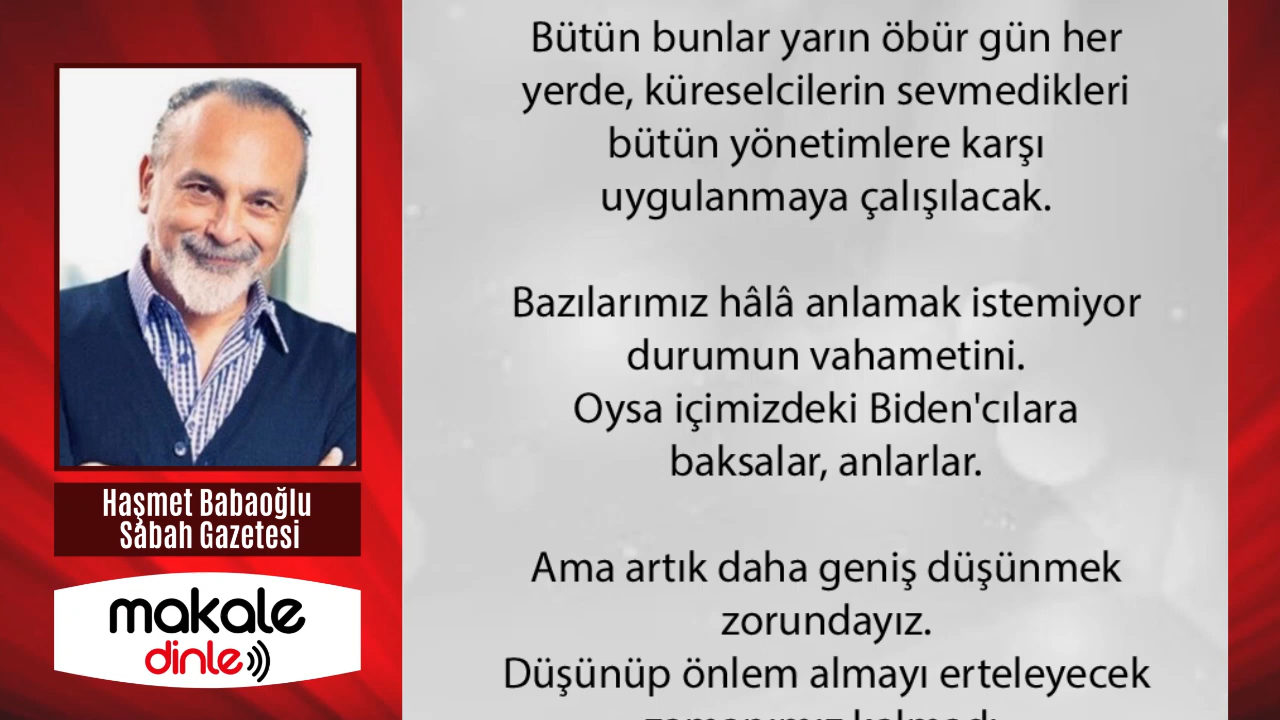 Bütün bunlar yarın öbür gün her
yerde, küreselcilerin sevmedikleri
bütün yönetimlere karşı
uygulanmaya çalışılacak.
Bazılarımız hâlâ anlamak istemiyor
durumun vahametini.
Oysa içimizdeki Biden'cılara
baksalar, anlarlar.
Ama artık daha geniş düşünmek
zorundayız.
Düşünüp önlem almayı erteleyecek
Haşmet Babaoğlu
Sabah Gazetesi
makale
dinle